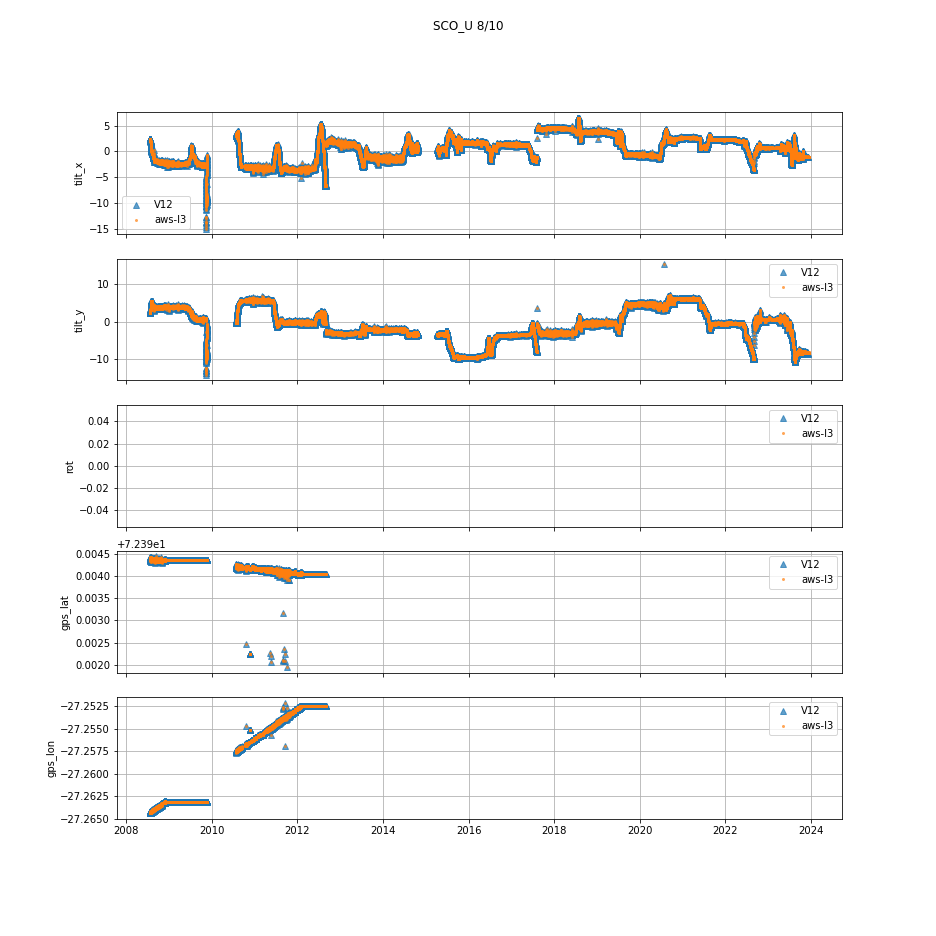 SCO_U 8/10
5
0
−5
−10
−15
tilt_x
V12
aws-l3
10
0
−10
tilt_y
V12
aws-l3
0.04
0.02
0.00
−0.02
−0.04
rot
V12
aws-l3
+7.239e1
0.0045
0.0040
0.0035
0.0030
0.0025
0.0020
gps_lat
V12
aws-l3
−27.2525
−27.2550
−27.2575
−27.2600
−27.2625
−27.2650
gps_lon
V12
aws-l3
2008 2010 2012 2014 2016 2018 2020 2022 2024